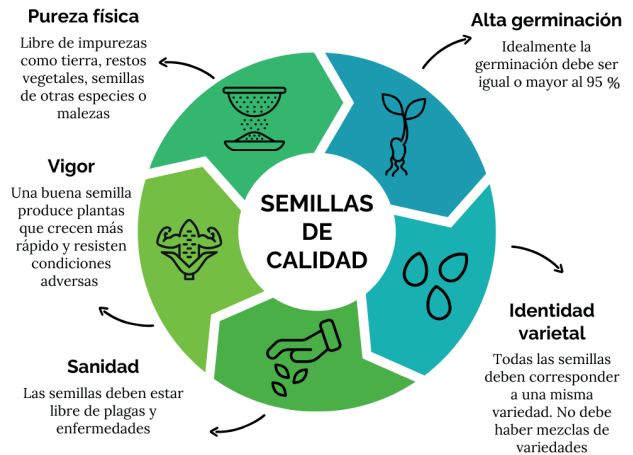 Pureza física
Libre de impurezas
como tierra, restos
vegetales, semillas
de otras especies o
malezas
Alta germinación
Idealmente la
germinación debe ser
igual o mayor al 95 %
Vigor
Una buena semilla
produce plantas
que crecen más
rápido y resisten
condiciones
adversas
SEMILLAS
DE
CALIDAD
Identidad
varietal
Todas las semillas
deben corresponder
a una misma
variedad. No debe
haber mezclas de
variedades
Sanidad
Las semillas deben estar
libre de plagas y
enfermedades